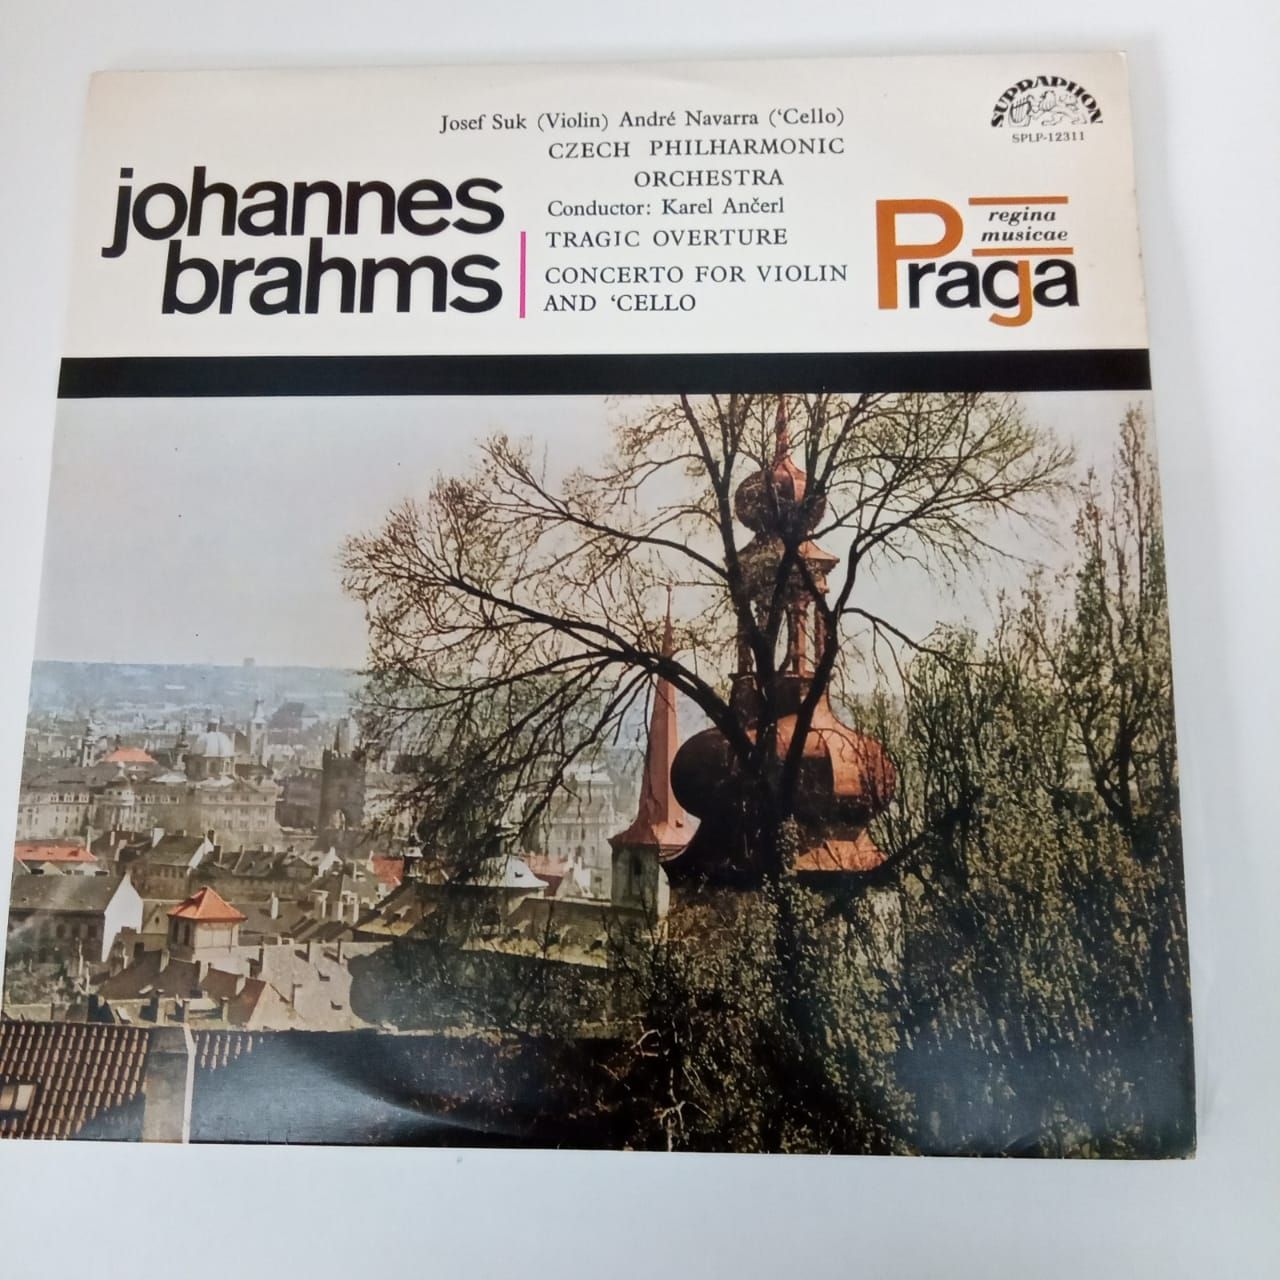 Josef Suk (Violin) André Navarra (‘Cello)
CZECH PHILHARMONIC
ORCHESTRA
Conductor: Karel Ančerl
TRAGIC OVERTURE
CONCERTO FOR VIOLIN
AND ‘CELLO
johannes
brahms
SUPRAPHON
SPLP-12311
regina
musicae
Praga